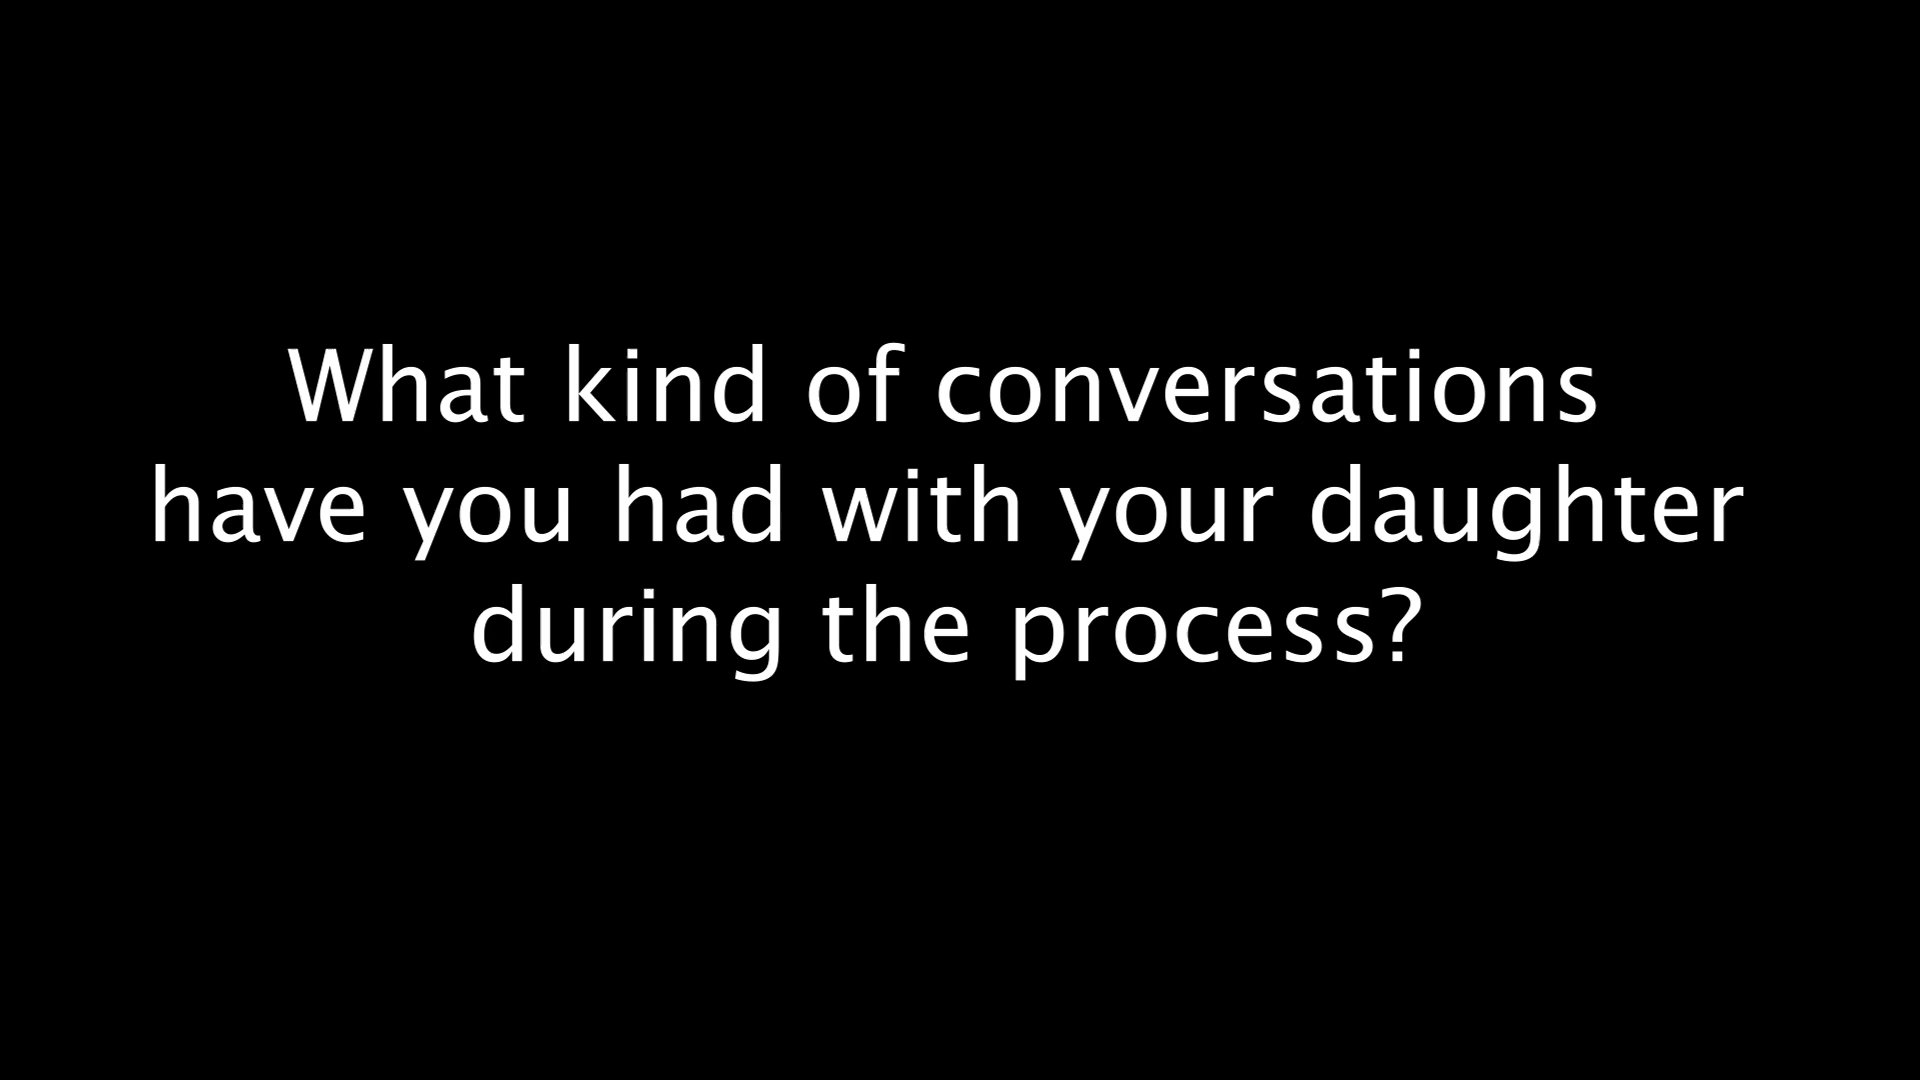 What kind of conversations
have you had with your daughter
during the process?